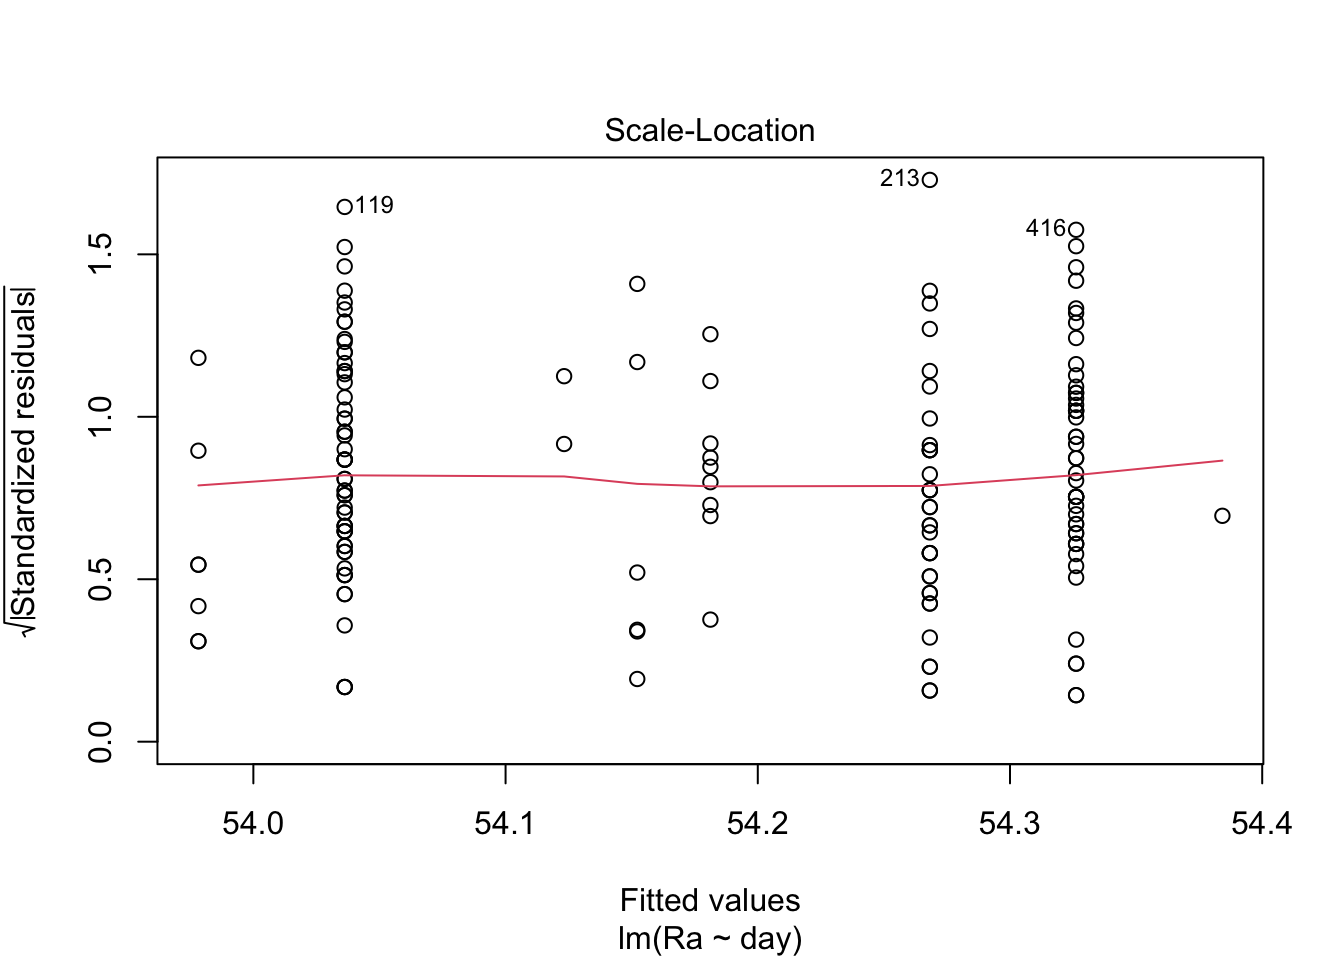 Scale-Location
213
119
416
√|Standardized residuals|
1.5
1.0
0.5
0.0
54.0 54.1 54.2 54.3 54.4
Fitted values
lm(Ra ~ day)